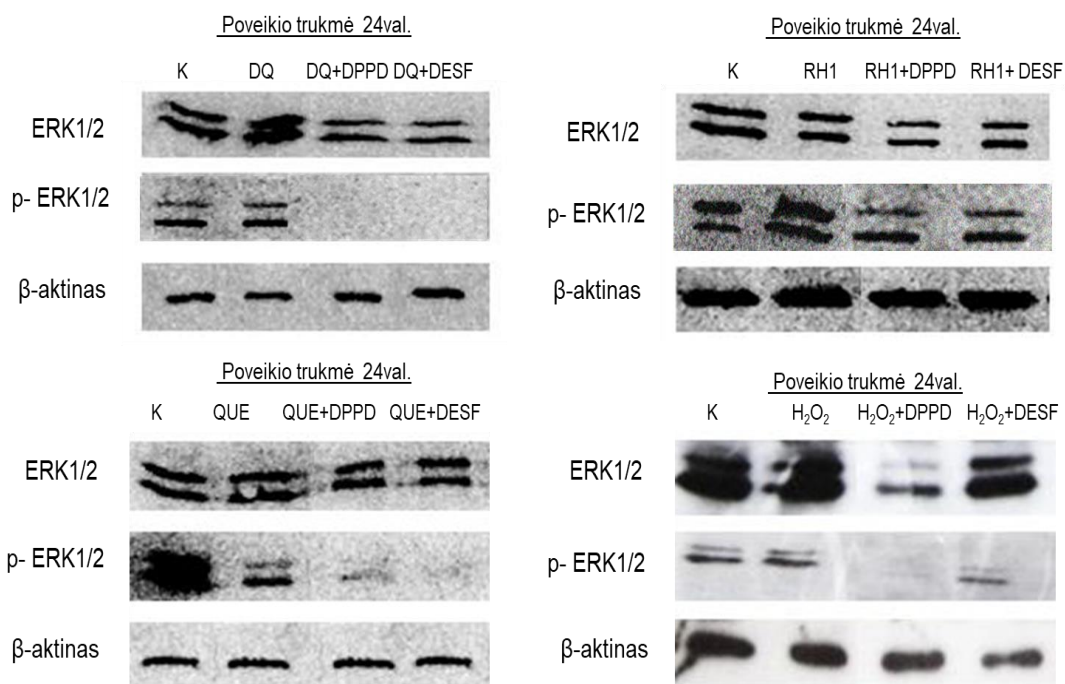 Poveikio trukmė 24val.
K DQ DQ+DPPD DQ+DESF
ERK1/2
p- ERK1/2
β-aktinas
Poveikio trukmė 24val.
K RH1 RH1+DPPD RH1+ DESF
ERK1/2
p- ERK1/2
β-aktinas
Poveikio trukmė 24val.
K QUE QUE+DPPD QUE+DESF
ERK1/2
p- ERK1/2
β-aktinas
Poveikio trukmė 24val.
K H₂O₂ H₂O₂+DPPD H₂O₂+DESF
ERK1/2
p- ERK1/2
β-aktinas